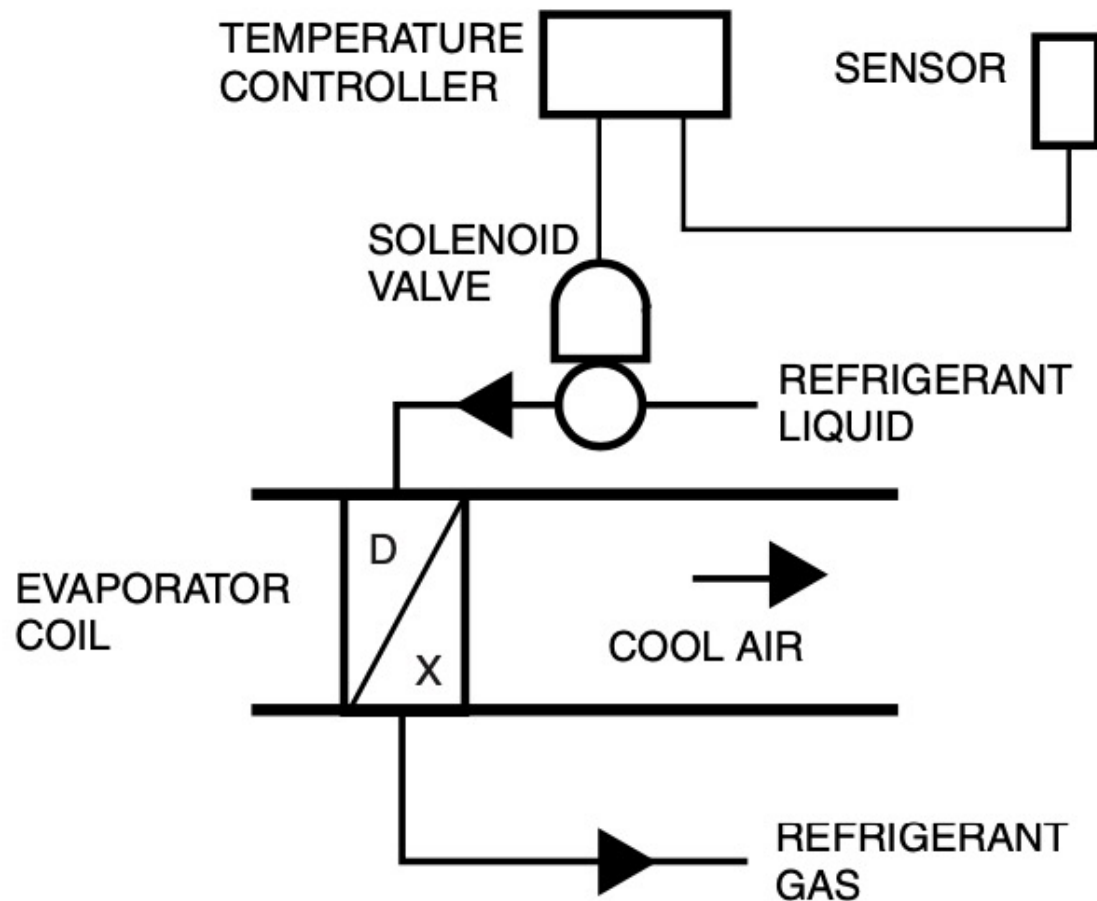 TEMPERATURE
CONTROLLER
SENSOR
SOLENOID
VALVE
REFRIGERANT
LIQUID
D
X
EVAPORATOR
COIL
COOL AIR
REFRIGERANT
GAS